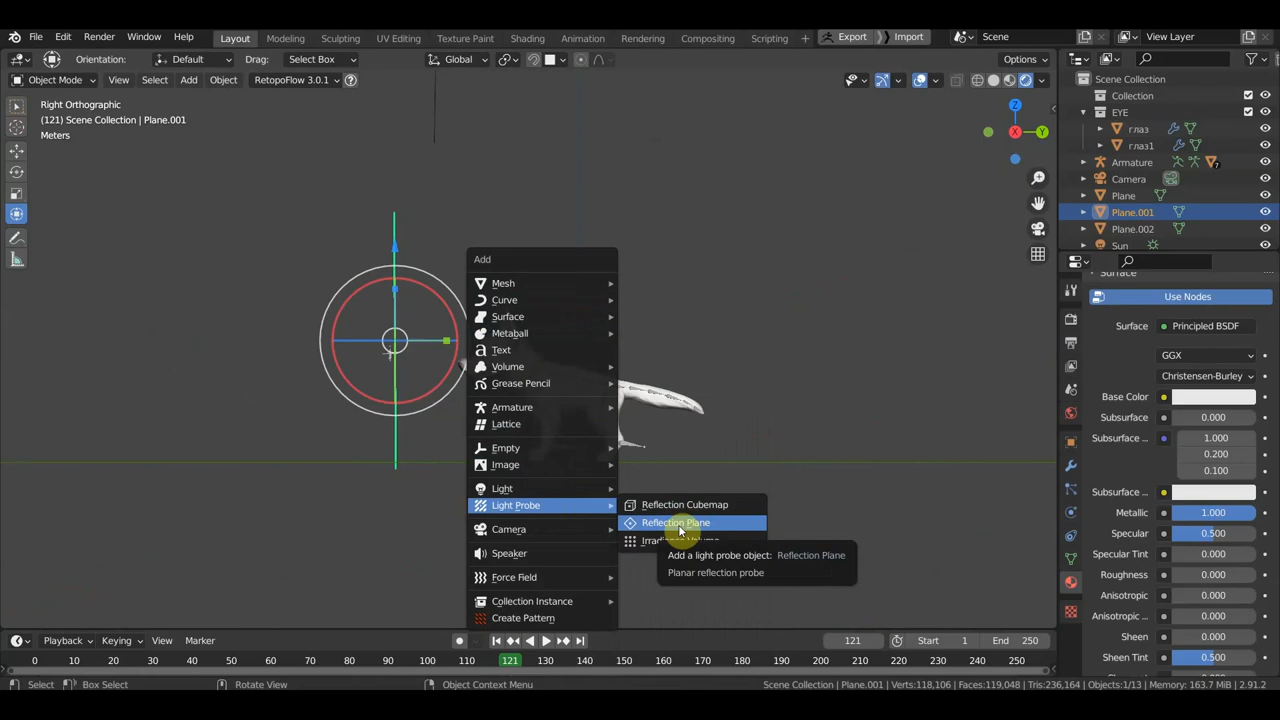 File Edit Render Window Help Layout Modeling Sculpting UV Editing Texture Paint Shading Animation Rendering Compositing Scripting + Export Import Scene View Layer
Orientation: Default Drag: Select Box Global Options
Object Mode View Select Add Object RetopoFlow 3.0.1
Right Orthographic
(121) Scene Collection | Plane.001
Meters
Z
X
Y
Scene Collection
Collection
EYE
глаз
глаз1
Armature 7
Camera
Plane
Plane.001
Plane.002
Sun
Add
Mesh
Curve
Surface
Metaball
Text
Volume
Grease Pencil
Armature
Lattice
Empty
Image
Light
Light Probe
Camera
Speaker
Force Field
Collection Instance
Create Pattern
Reflection Cubemap
Reflection Plane
Irradiance Volume
Add a light probe object: Reflection Plane
Planar reflection probe
Surface
Use Nodes
Surface Principled BSDF
GGX
Christensen-Burley
Base Color
Subsurface 0.000
Subsurface ... 1.000
0.200
0.100
Subsurface ...
Metallic 1.000
Specular 0.500
Specular Tint 0.000
Roughness 0.000
Anisotropic 0.000
Anisotropic ... 0.000
Sheen 0.000
Sheen Tint 0.500
Playback Keying View Marker 121 Start 1 End 250
0 10 20 30 40 50 60 70 80 90 100 110 121 130 140 150 160 170 180 190 200 210 220 230 240 250
Select Box Select Rotate View Object Context Menu Scene Collection | Plane.001 | Verts:118,106 | Faces:119,048 | Tris:236,164 | Objects:1/13 | Memory: 163.7 MiB | 2.91.2